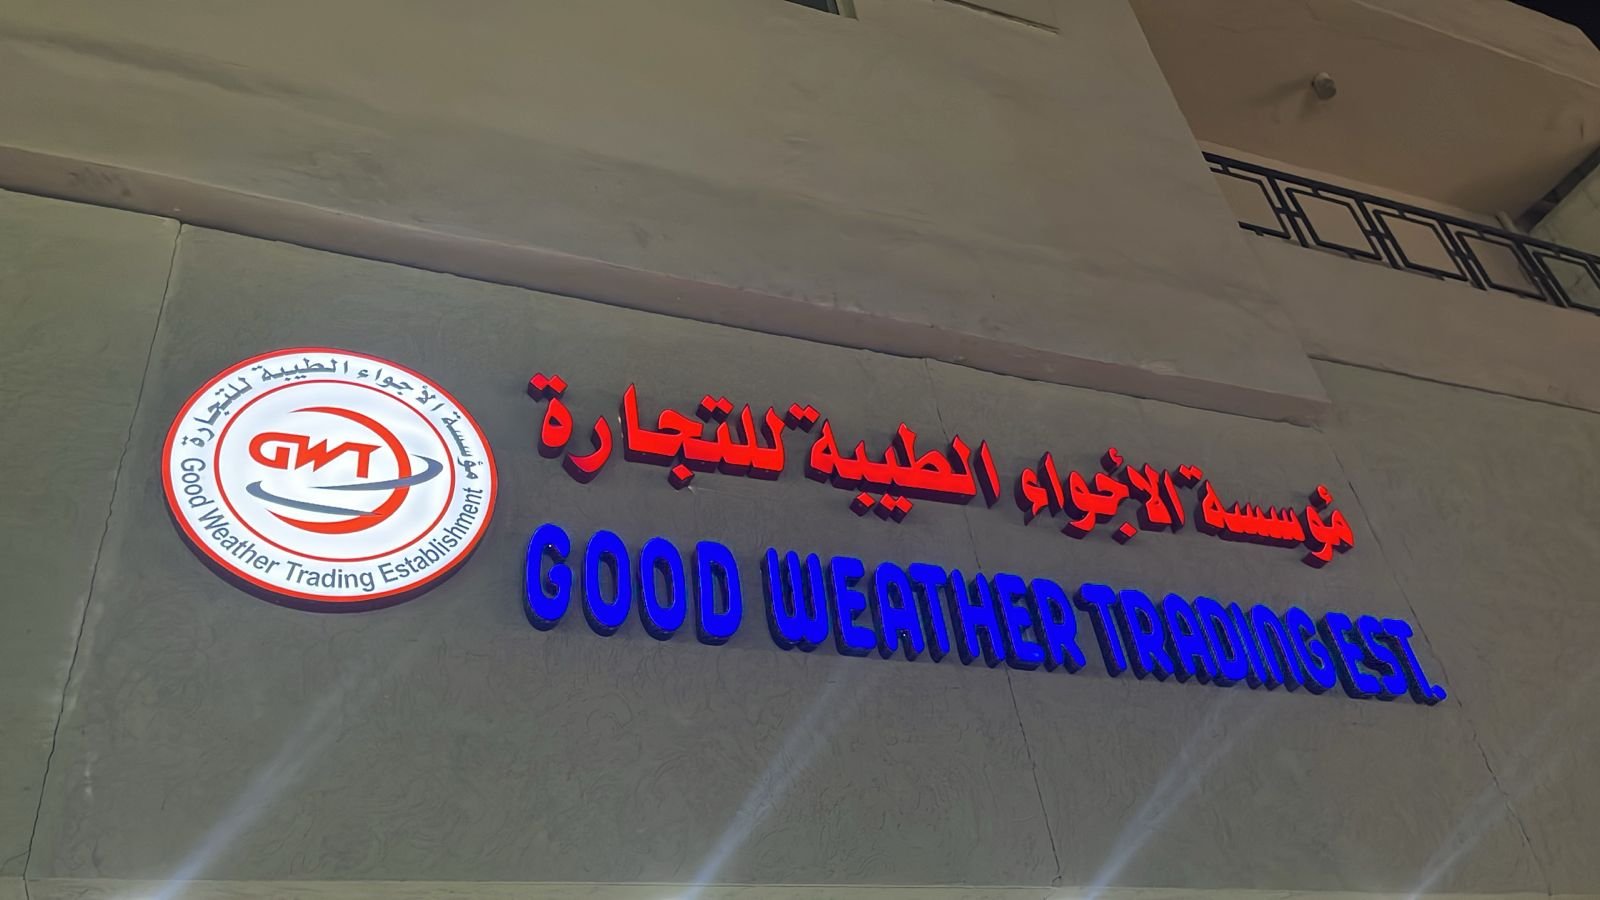 مؤسسة الأجواء الطيبة للتجارة
GWT
Good Weather Trading Establishment
مؤسسة الأجواء الطيبة للتجارة
GOOD WEATHER TRADING EST.